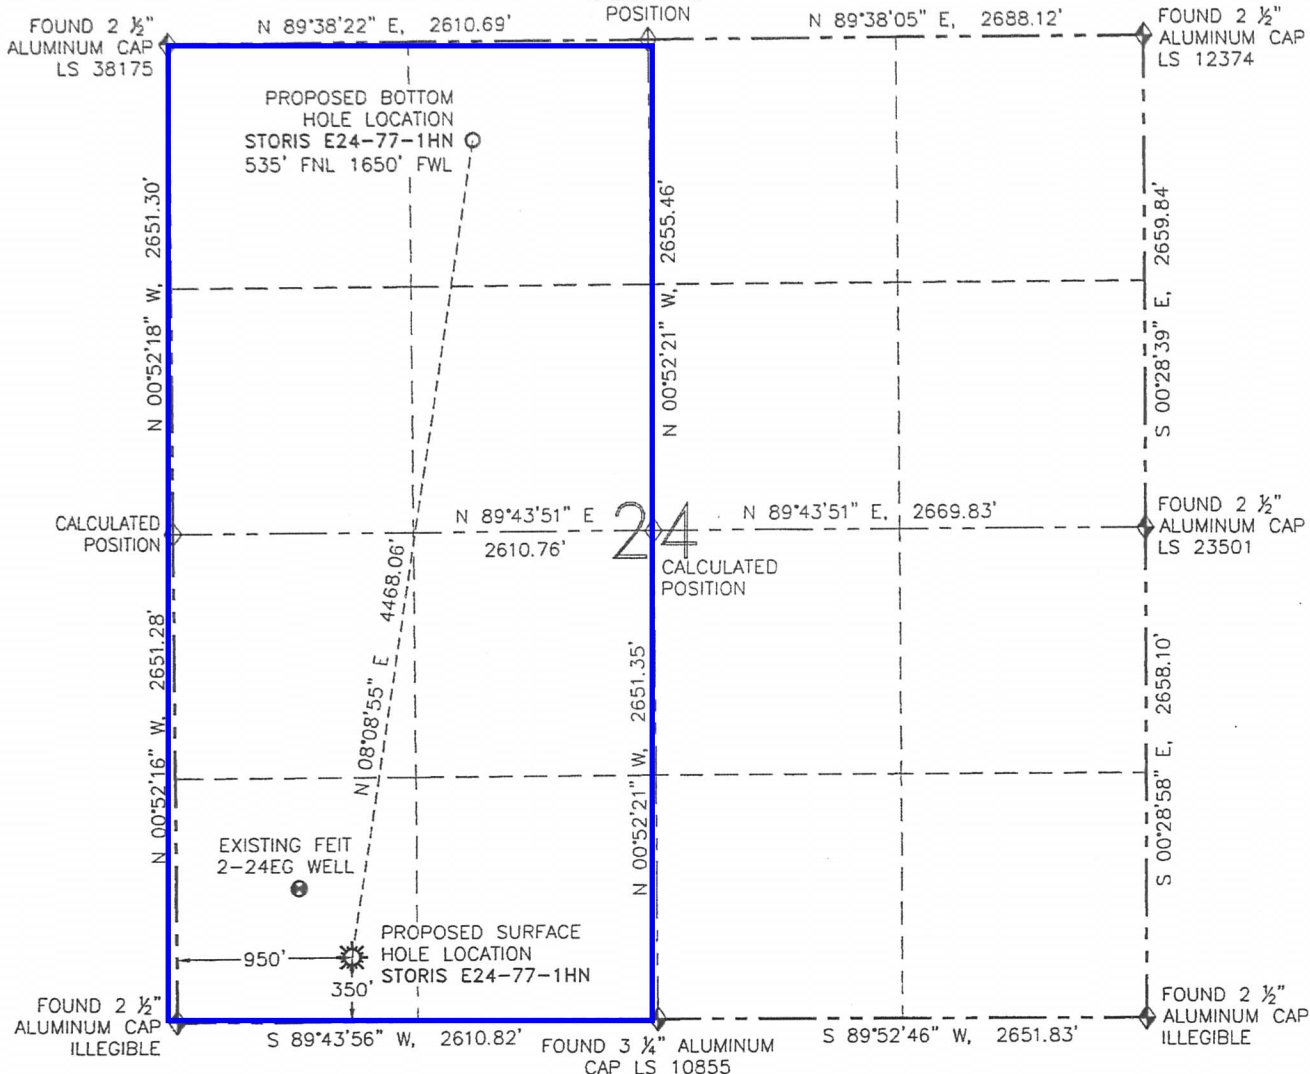 FOUND 2 ½"
ALUMINUM CAP
LS 38175
N 89°38'22" E, 2610.69'
POSITION
N 89°38'05" E, 2688.12'
FOUND 2 ½"
ALUMINUM CAP
LS 12374
PROPOSED BOTTOM
HOLE LOCATION
STORIS E24-77-1HN
535' FNL 1650' FWL
N 00°52'18" W, 2651.30'
N 00°52'21" W, 2655.46'
S 00°28'39" E, 2659.84'
CALCULATED
POSITION
N 89°43'51" E
2610.76'
24
N 89°43'51" E, 2669.83'
FOUND 2 ½"
ALUMINUM CAP
LS 23501
CALCULATED
POSITION
N 08°08'55" E 4468.06'
N 00°52'16" W, 2651.28'
N 00°52'21" W, 2651.35'
S 00°28'58" E, 2658.10'
EXISTING FEIT
2-24EG WELL
PROPOSED SURFACE
HOLE LOCATION
STORIS E24-77-1HN
950'
350'
FOUND 2 ½"
ALUMINUM CAP
ILLEGIBLE
S 89°43'56" W, 2610.82'
FOUND 3 ¼" ALUMINUM
CAP LS 10855
S 89°52'46" W, 2651.83'
FOUND 2 ½"
ALUMINUM CAP
ILLEGIBLE